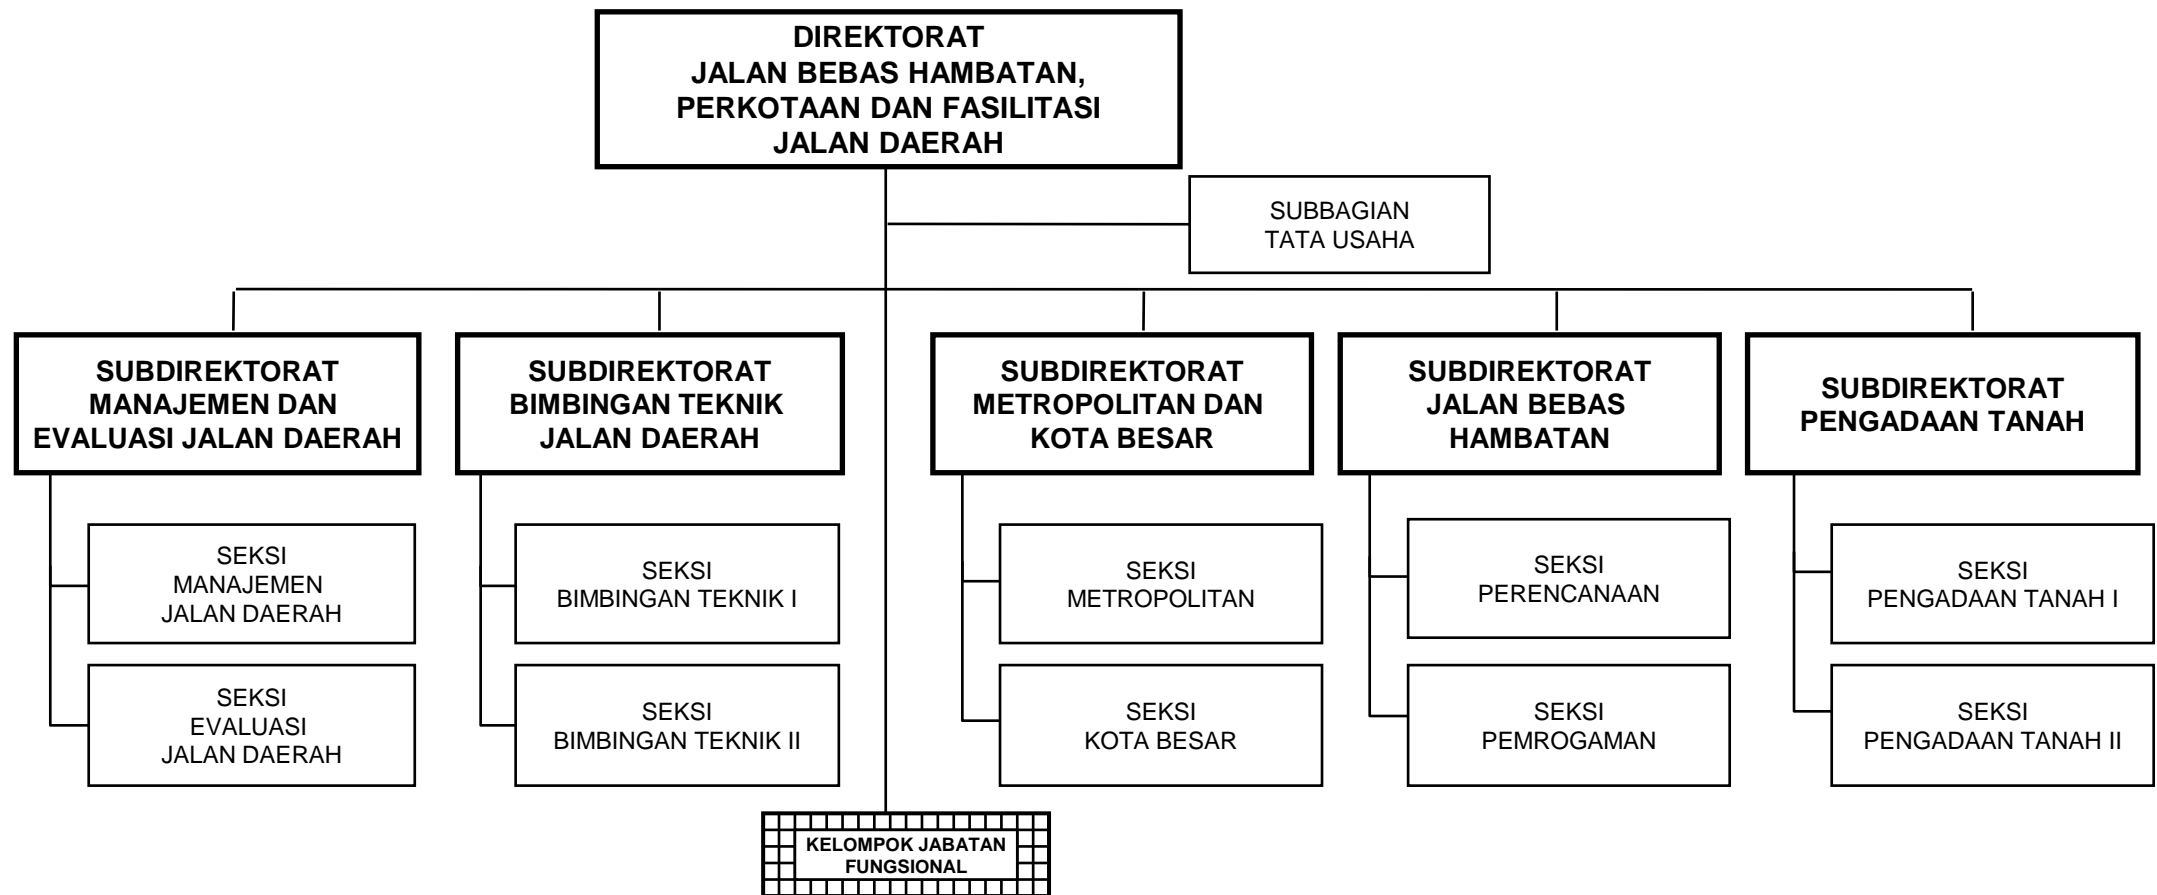 DIREKTORAT
JALAN BEBAS HAMBATAN,
PERKOTAAN DAN FASILITASI
JALAN DAERAH
SUBBAGIAN
TATA USAHA
SUBDIREKTORAT
MANAJEMEN DAN
EVALUASI JALAN DAERAH
SUBDIREKTORAT
BIMBINGAN TEKNIK
JALAN DAERAH
SUBDIREKTORAT
METROPOLITAN DAN
KOTA BESAR
SUBDIREKTORAT
JALAN BEBAS
HAMBATAN
SUBDIREKTORAT
PENGADAAN TANAH
SEKSI
MANAJEMEN
JALAN DAERAH
SEKSI
BIMBINGAN TEKNIK I
SEKSI
METROPOLITAN
SEKSI
PERENCANAAN
SEKSI
PENGADAAN TANAH I
SEKSI
EVALUASI
JALAN DAERAH
SEKSI
BIMBINGAN TEKNIK II
SEKSI
KOTA BESAR
SEKSI
PEMROGAMAN
SEKSI
PENGADAAN TANAH II
KELOMPOK JABATAN
FUNGSIONAL